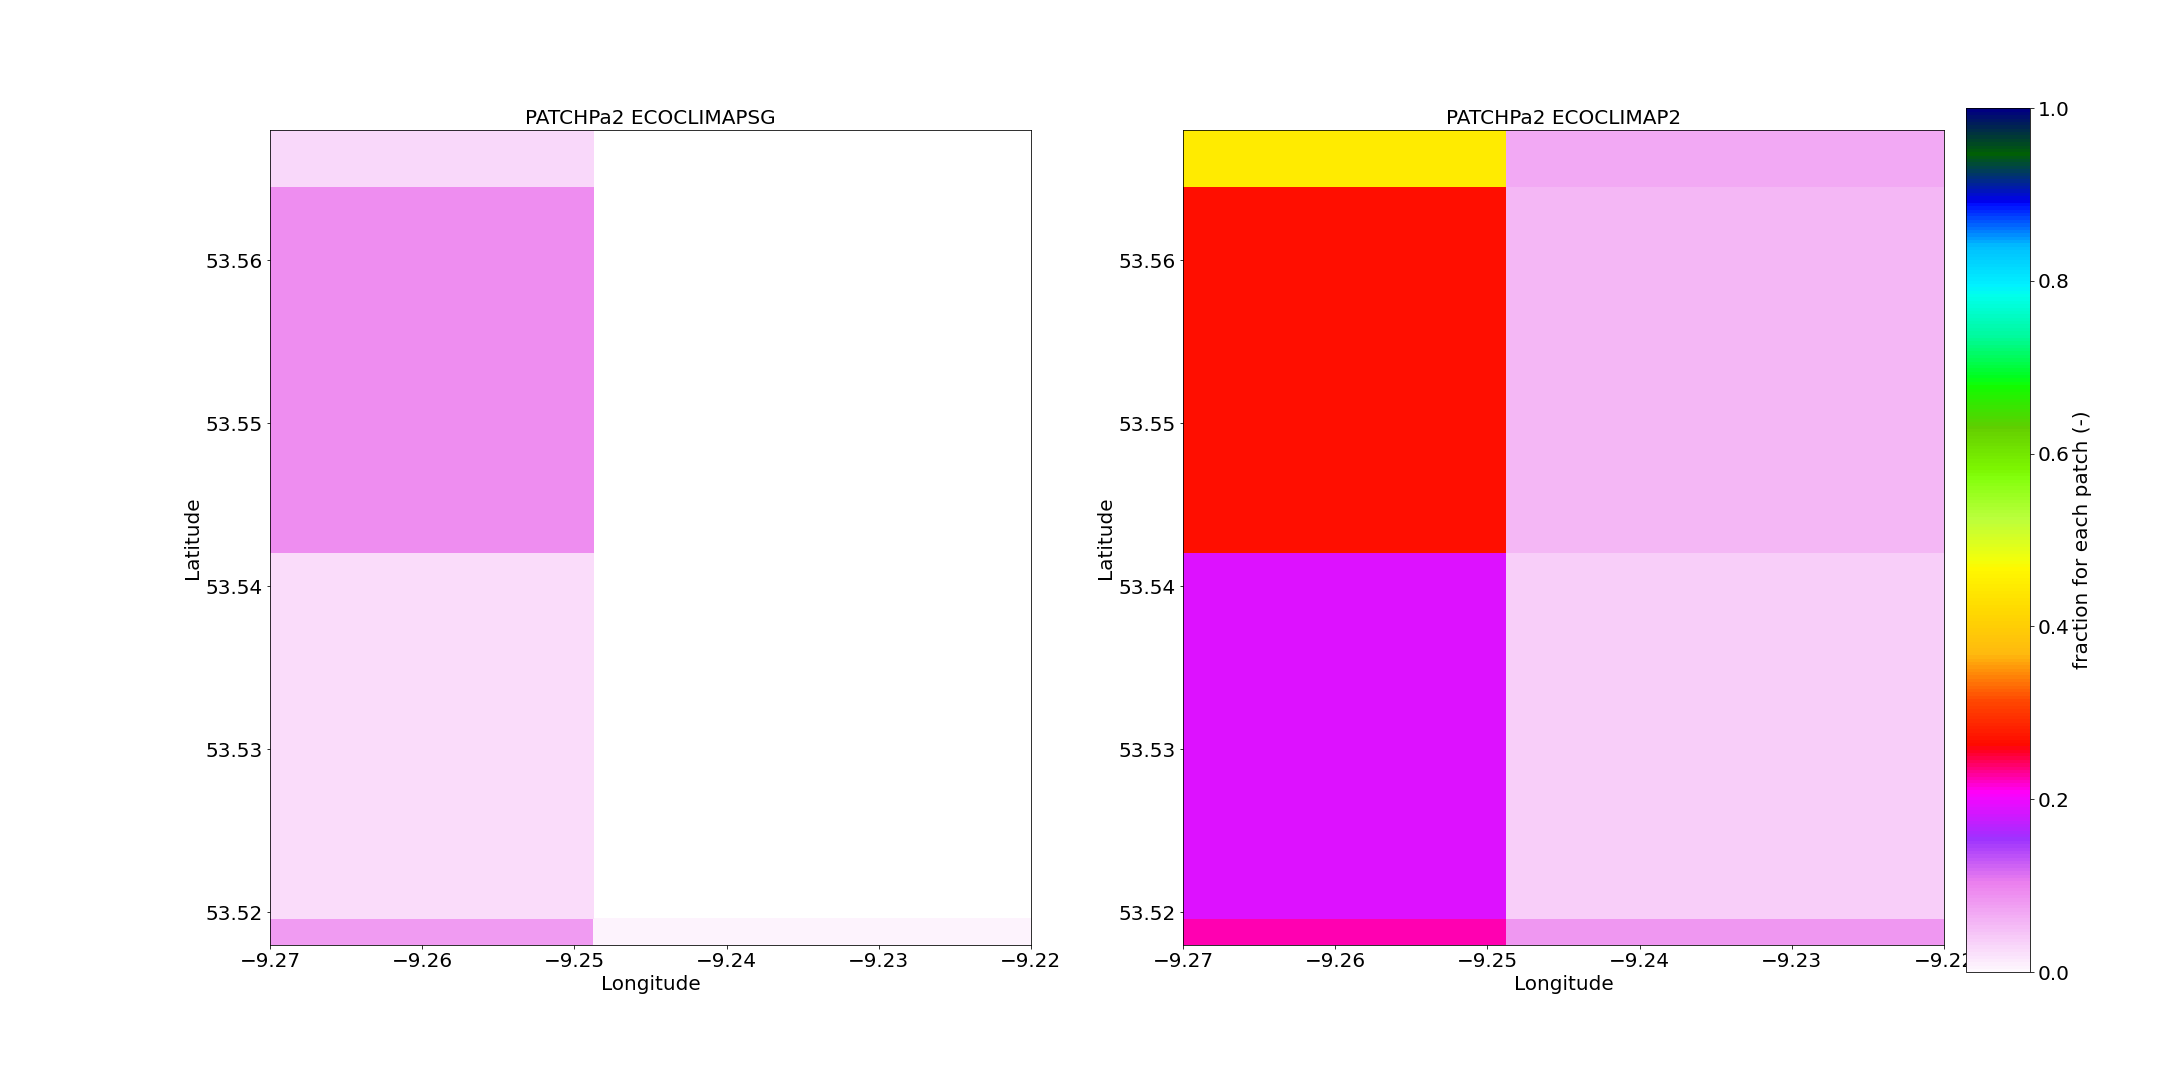 PATCHPa2 ECOCLIMAPSG
53.56
53.55
53.54
53.53
53.52
Latitude
−9.27 −9.26 −9.25 −9.24 −9.23 −9.22
Longitude
PATCHPa2 ECOCLIMAP2
53.56
53.55
53.54
53.53
53.52
Latitude
−9.27 −9.26 −9.25 −9.24 −9.23 −9.22
Longitude
1.0
0.8
0.6
0.4
0.2
0.0
fraction for each patch (-)